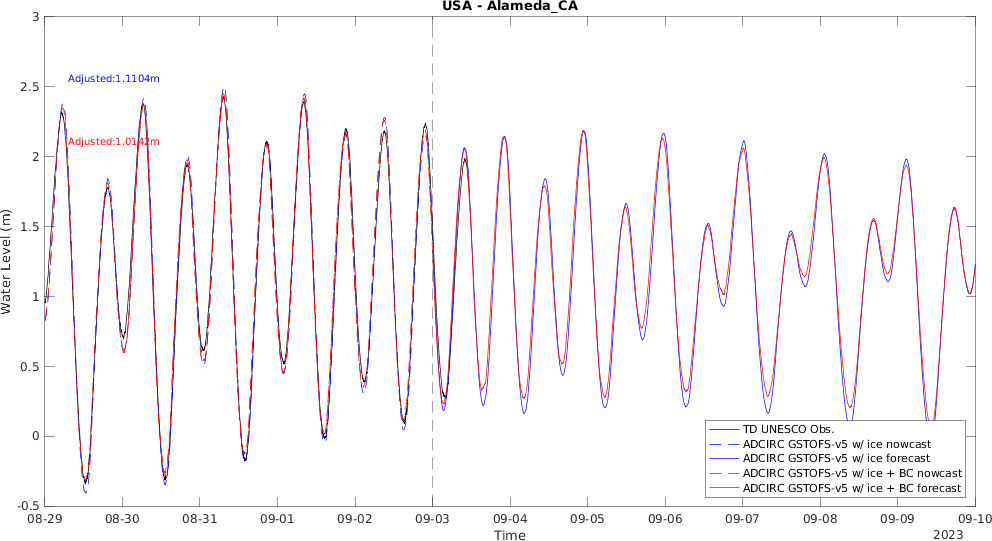 USA - Alameda_CA
3
2.5
2
1.5
1
0.5
0
-0.5
Water Level (m)
Adjusted:1.1104m
Adjusted:1.0142m
TD UNESCO Obs.
ADCIRC GSTOFS-v5 w/ ice nowcast
ADCIRC GSTOFS-v5 w/ ice forecast
ADCIRC GSTOFS-v5 w/ ice + BC nowcast
ADCIRC GSTOFS-v5 w/ ice + BC forecast
08-29 08-30 08-31 09-01 09-02 09-03 09-04 09-05 09-06 09-07 09-08 09-09 09-10
Time
2023